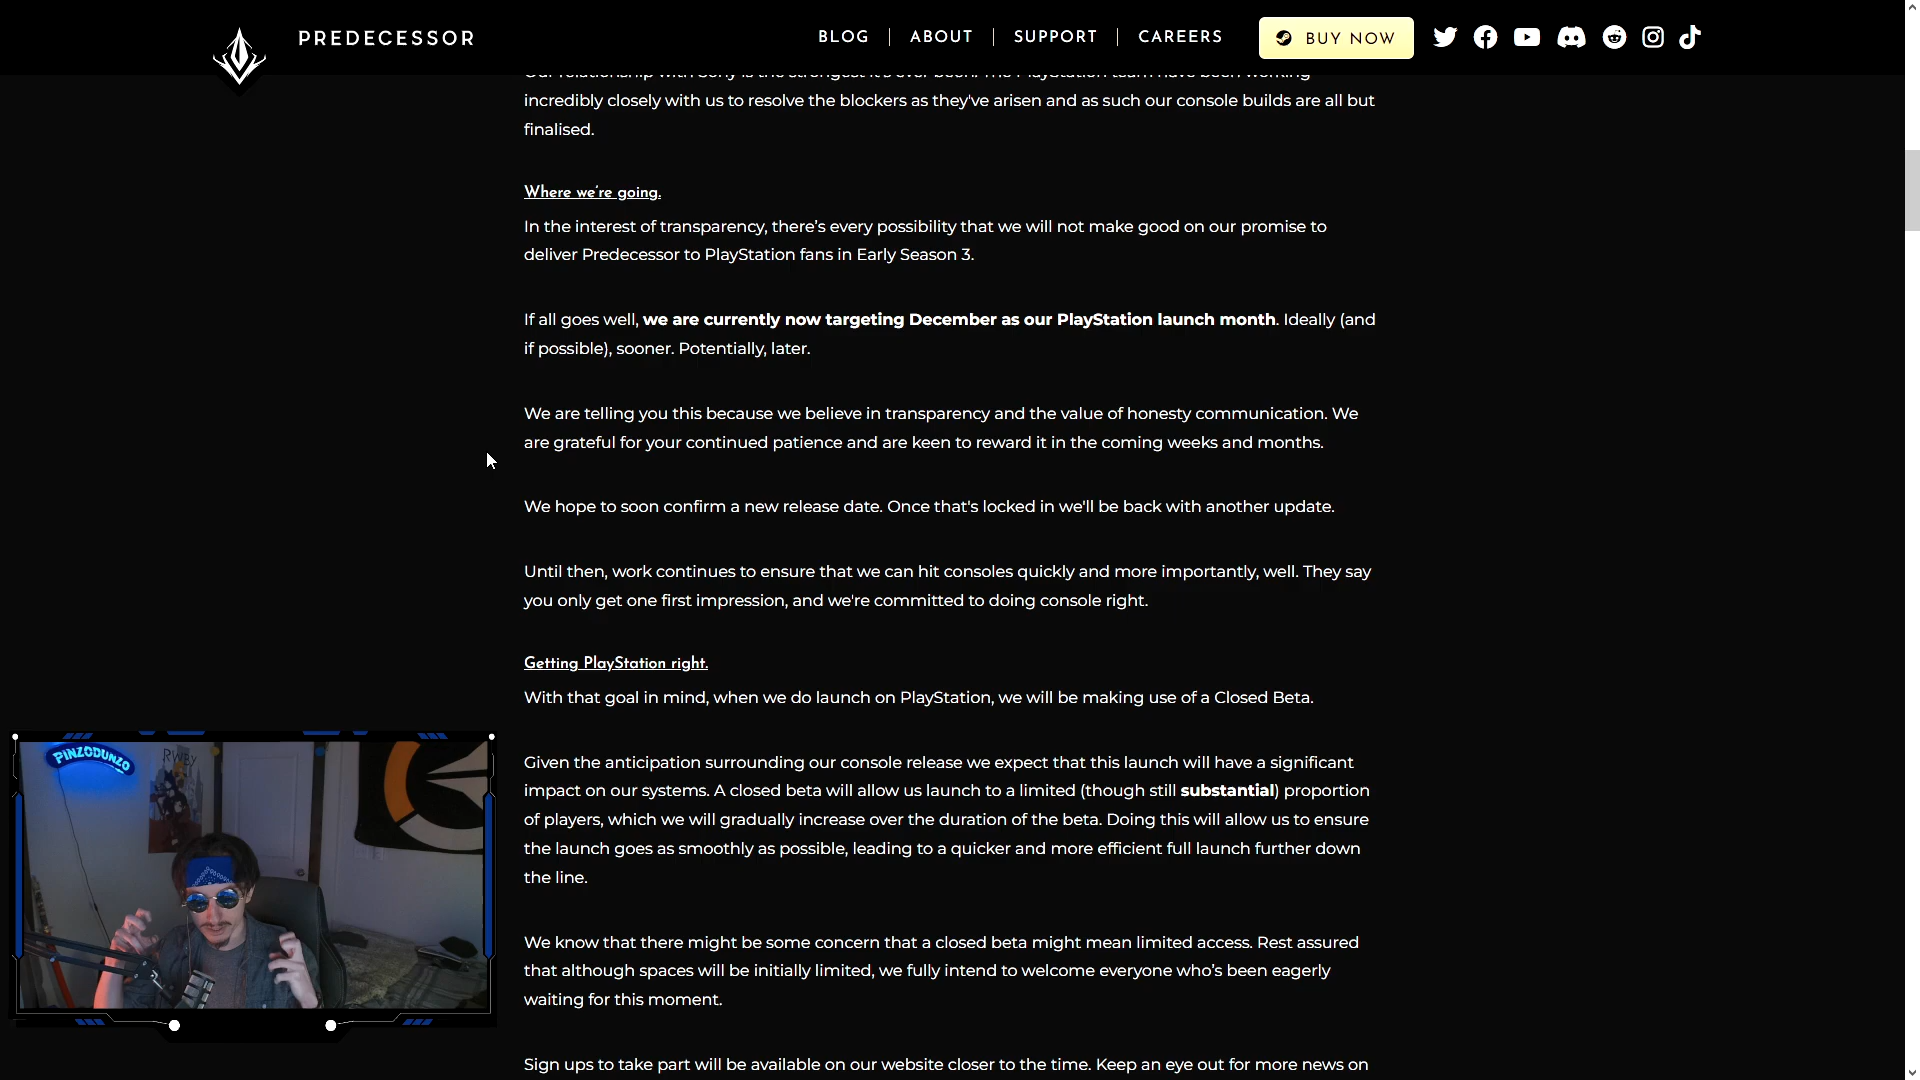 PREDECESSOR
BLOG
ABOUT
SUPPORT
CAREERS
BUY NOW
Our relationship with Sony is the strongest it's ever been. The PlayStation team have been working
incredibly closely with us to resolve the blockers as they've arisen and as such our console builds are all but
finalised.
Where we're going.
In the interest of transparency, there's every possibility that we will not make good on our promise to
deliver Predecessor to PlayStation fans in Early Season 3.
If all goes well, we are currently now targeting December as our PlayStation launch month. Ideally (and
if possible), sooner. Potentially, later.
We are telling you this because we believe in transparency and the value of honesty communication. We
are grateful for your continued patience and are keen to reward it in the coming weeks and months.
We hope to soon confirm a new release date. Once that's locked in we'll be back with another update.
Until then, work continues to ensure that we can hit consoles quickly and more importantly, well. They say
you only get one first impression, and we're committed to doing console right.
Getting PlayStation right.
With that goal in mind, when we do launch on PlayStation, we will be making use of a Closed Beta.
Given the anticipation surrounding our console release we expect that this launch will have a significant
impact on our systems. A closed beta will allow us launch to a limited (though still substantial) proportion
of players, which we will gradually increase over the duration of the beta. Doing this will allow us to ensure
the launch goes as smoothly as possible, leading to a quicker and more efficient full launch further down
the line.
We know that there might be some concern that a closed beta might mean limited access. Rest assured
that although spaces will be initially limited, we fully intend to welcome everyone who's been eagerly
waiting for this moment.
Sign ups to take part will be available on our website closer to the time. Keep an eye out for more news on
PINZODUNZO
RWBY